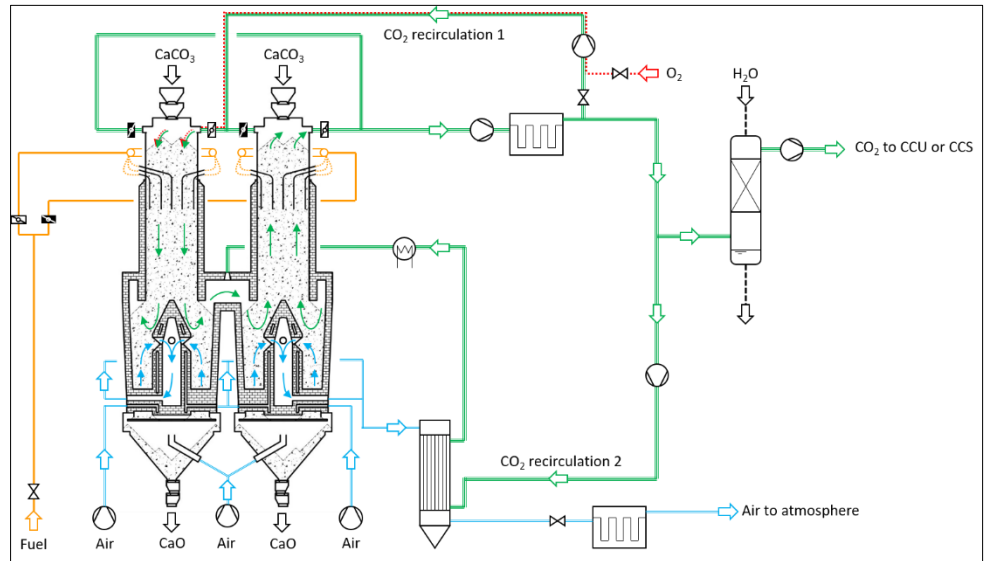 CO₂ recirculation 1
CaCO₃
CaCO₃
O₂
H₂O
CO₂ to CCU or CCS
CO₂ recirculation 2
Air to atmosphere
Fuel
Air
CaO
Air
CaO
Air